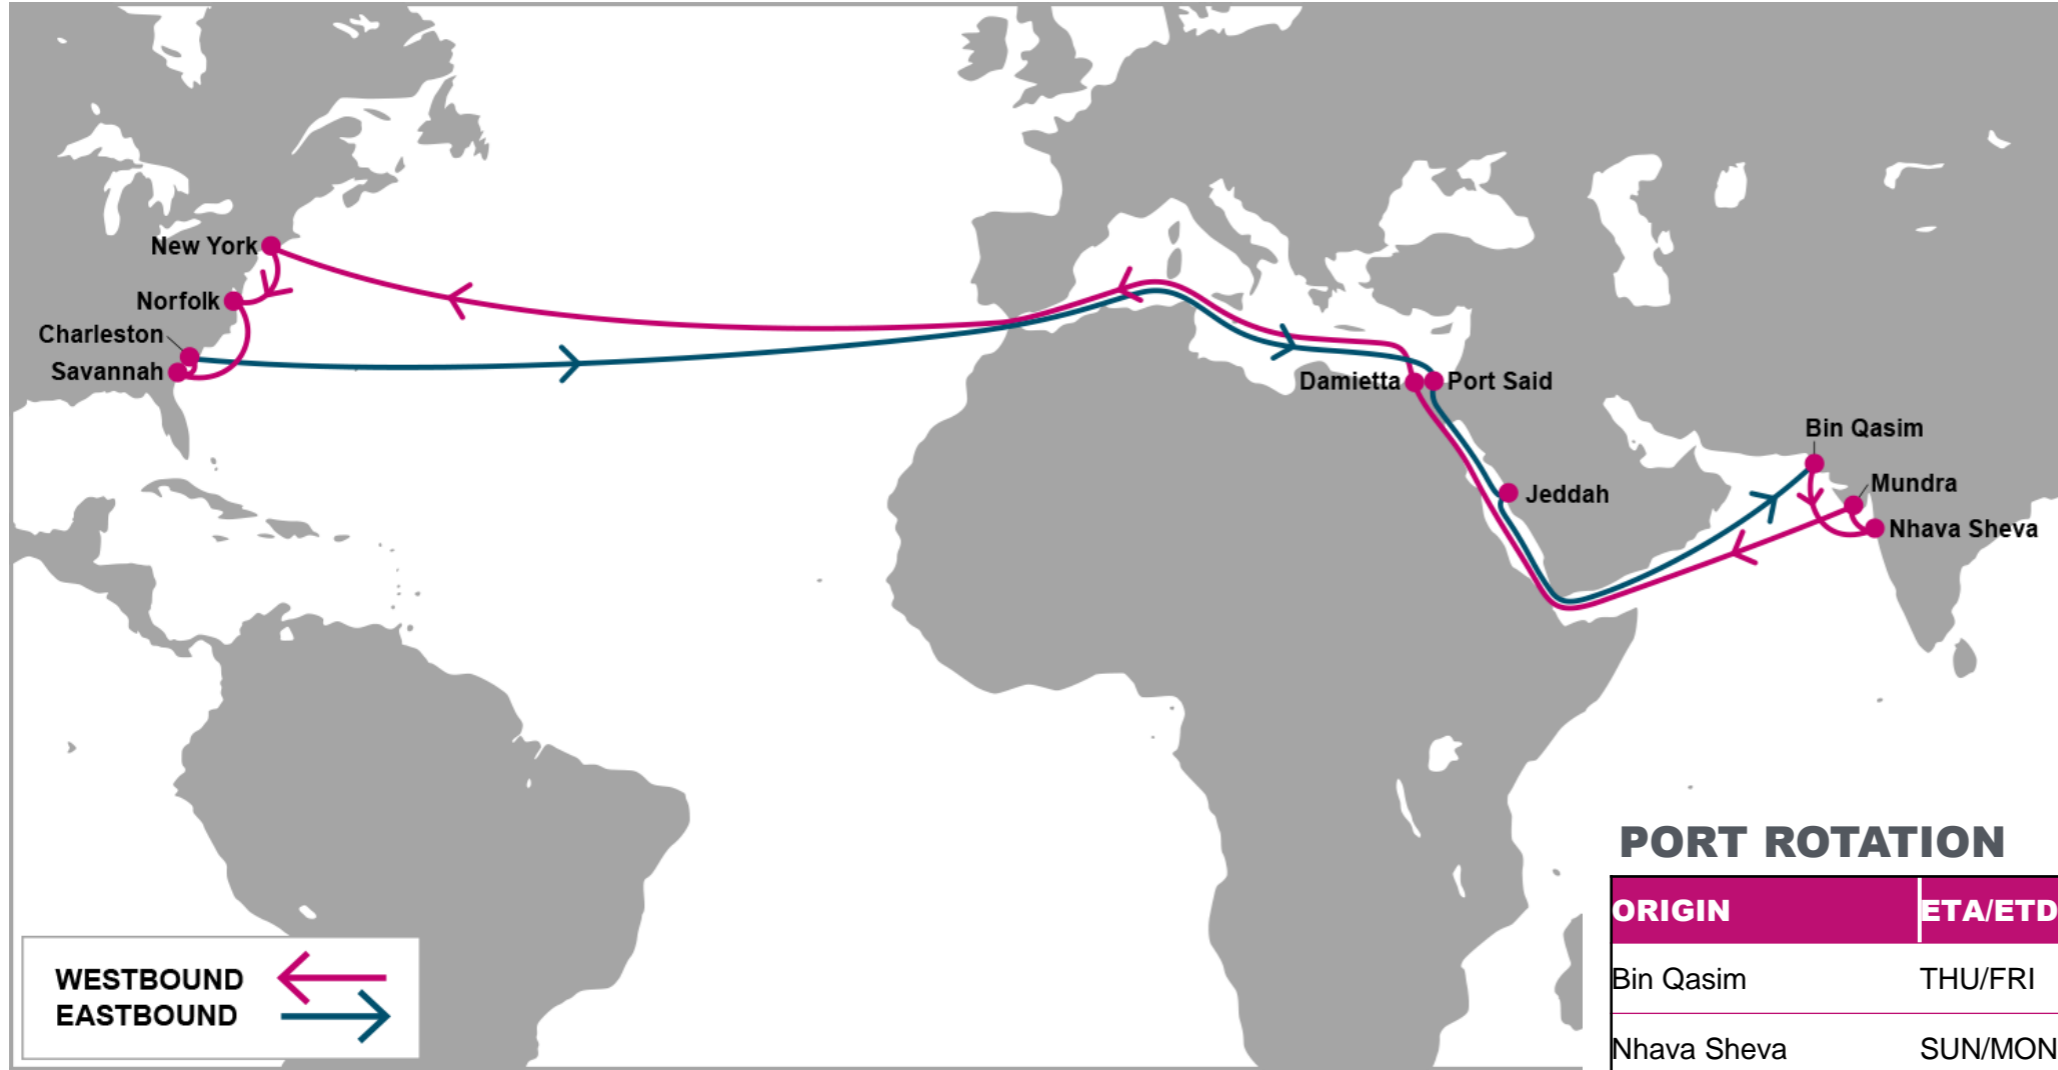 New York
Norfolk
Charleston
Savannah
Damietta
Port Said
Jeddah
Bin Qasim
Mundra
Nhava Sheva
WESTBOUND
EASTBOUND
PORT ROTATION
ORIGIN ETA/ETD
Bin Qasim THU/FRI
Nhava Sheva SUN/MON